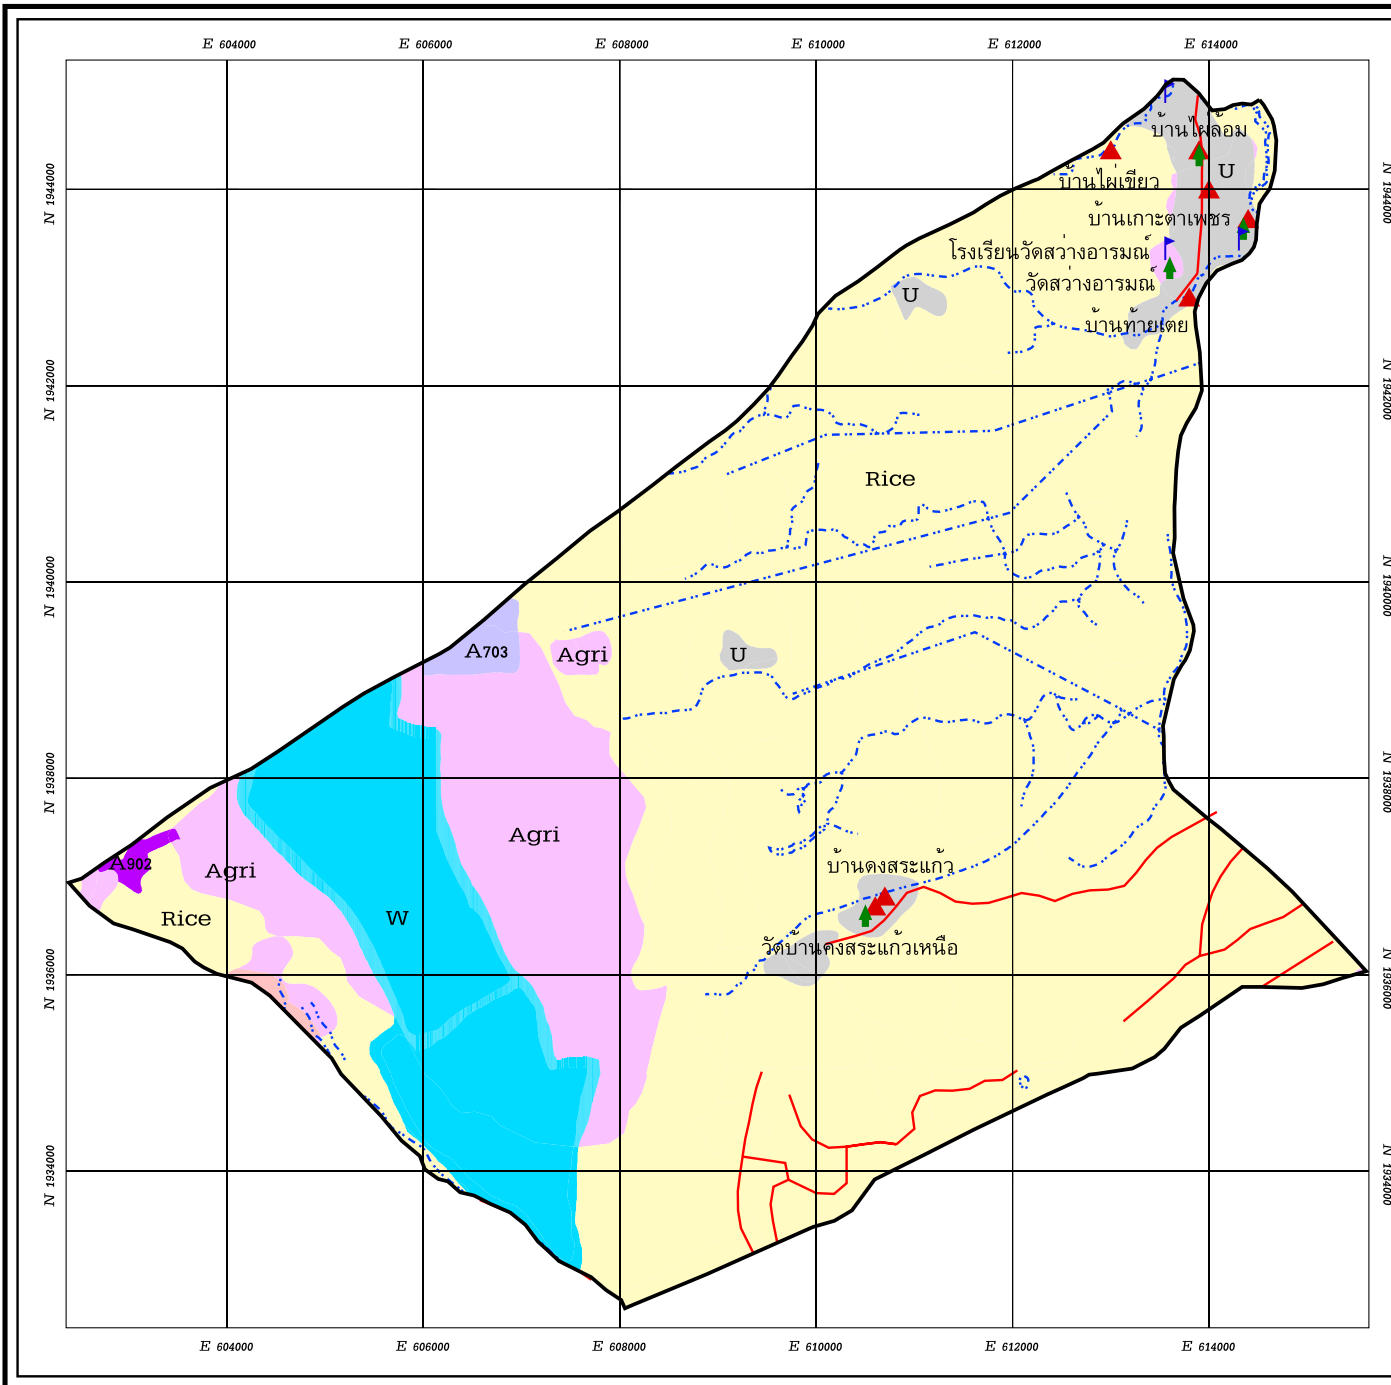 E 604000
E 606000
E 608000
E 610000
E 612000
E 614000
บ้านไผ่ล้อม
U
N 1944000
N 1944000
บ้านไผ่เขียว
บ้านเกาะตาเพชร
โรงเรียนวัดสว่างอารมณ์
วัดสว่างอารมณ์
U
บ้านท้ายเตย
N 1942000
N 1942000
Rice
N 1940000
N 1940000
A703
Agri
U
N 1938000
N 1938000
Agri
A902
Agri
บ้านดงสระแก้ว
Rice
W
วัดบ้านดงสระแก้วเหนือ
N 1936000
N 1936000
N 1934000
N 1934000
E 604000
E 606000
E 608000
E 610000
E 612000
E 614000